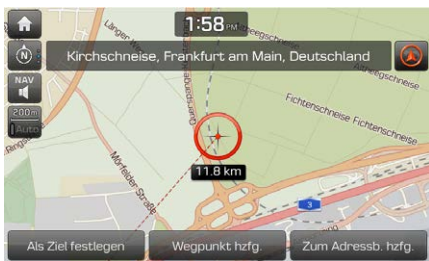 1:58 PM
Kirchschneise, Frankfurt am Main, Deutschland
N
NAV
200m
Auto
Fichtenschneise Fichtenschneise
Mörfelder Straße
11.8 km
3
Als Ziel festlegen
Wegpunkt hzfg.
Zum Adressb. hzfg.